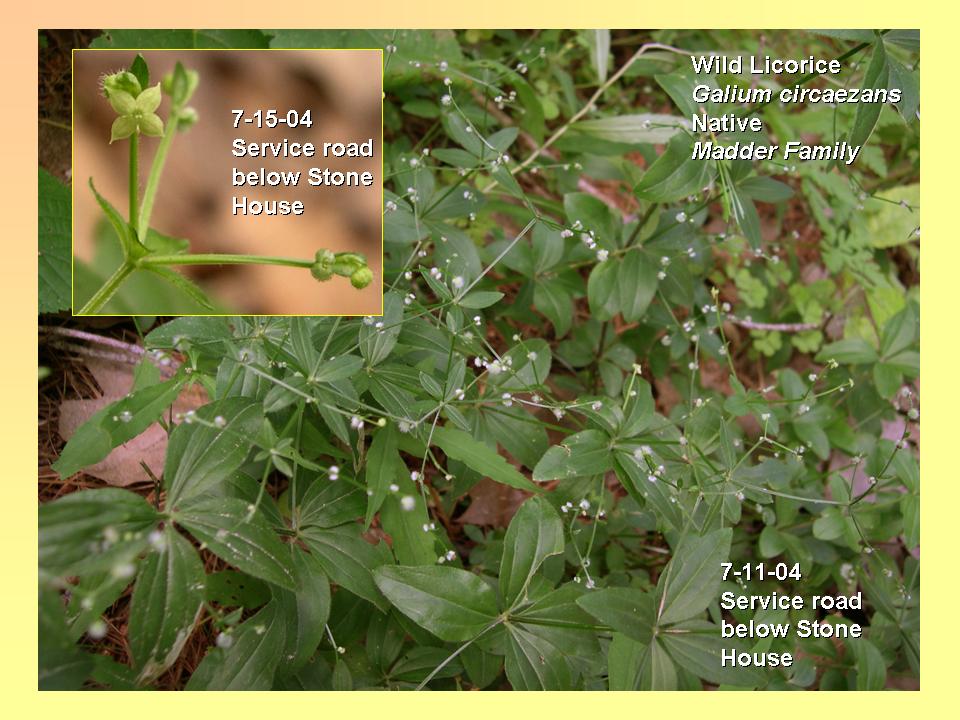 7-15-04
Service road
below Stone
House
Wild Licorice
Galium circaezans
Native
Madder Family
7-11-04
Service road
below Stone
House